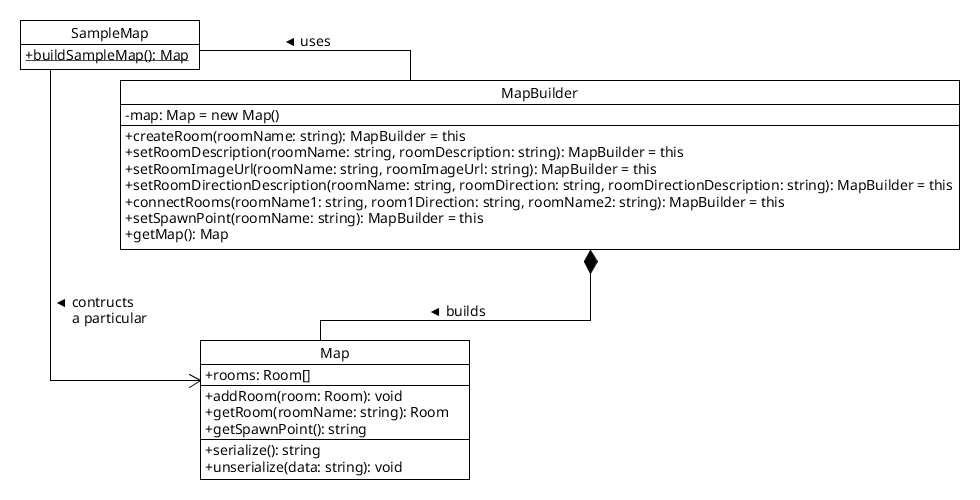 SampleMap
+buildSampleMap(): Map
◄ uses
MapBuilder
-map: Map = new Map()
+createRoom(roomName: string): MapBuilder = this
+setRoomDescription(roomName: string, roomDescription: string): MapBuilder = this
+setRoomImageUrl(roomName: string, roomImageUrl: string): MapBuilder = this
+setRoomDirectionDescription(roomName: string, roomDirection: string, roomDirectionDescription: string): MapBuilder = this
+connectRooms(roomName1: string, room1Direction: string, roomName2: string): MapBuilder = this
+setSpawnPoint(roomName: string): MapBuilder = this
+getMap(): Map
◄ contructs
a particular
◄ builds
Map
+rooms: Room[]
+addRoom(room: Room): void
+getRoom(roomName: string): Room
+getSpawnPoint(): string
+serialize(): string
+unserialize(data: string): void